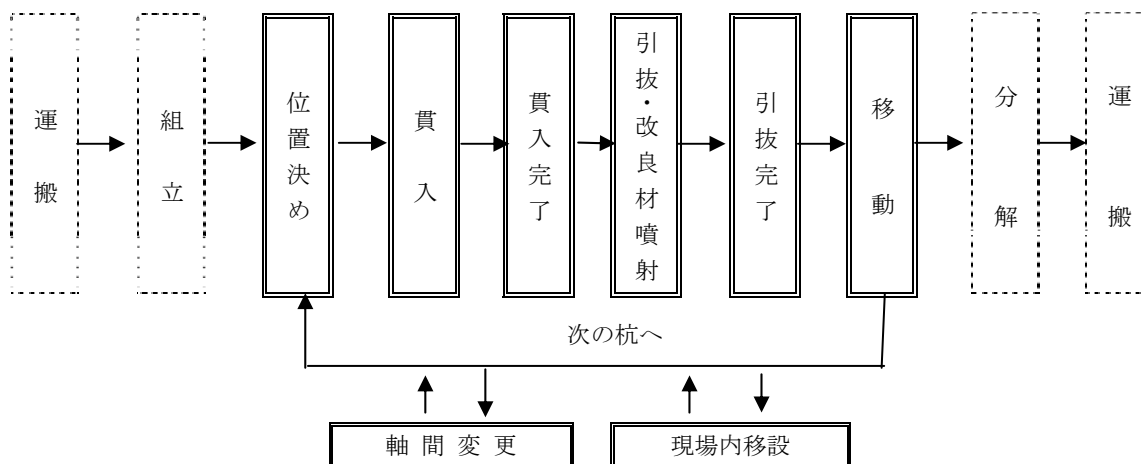 運搬
組立
位置決め
貫入
貫入完了
引抜・改良材噴射
引抜完了
移動
分解
運搬
次の杭へ
軸間変更
現場内移設